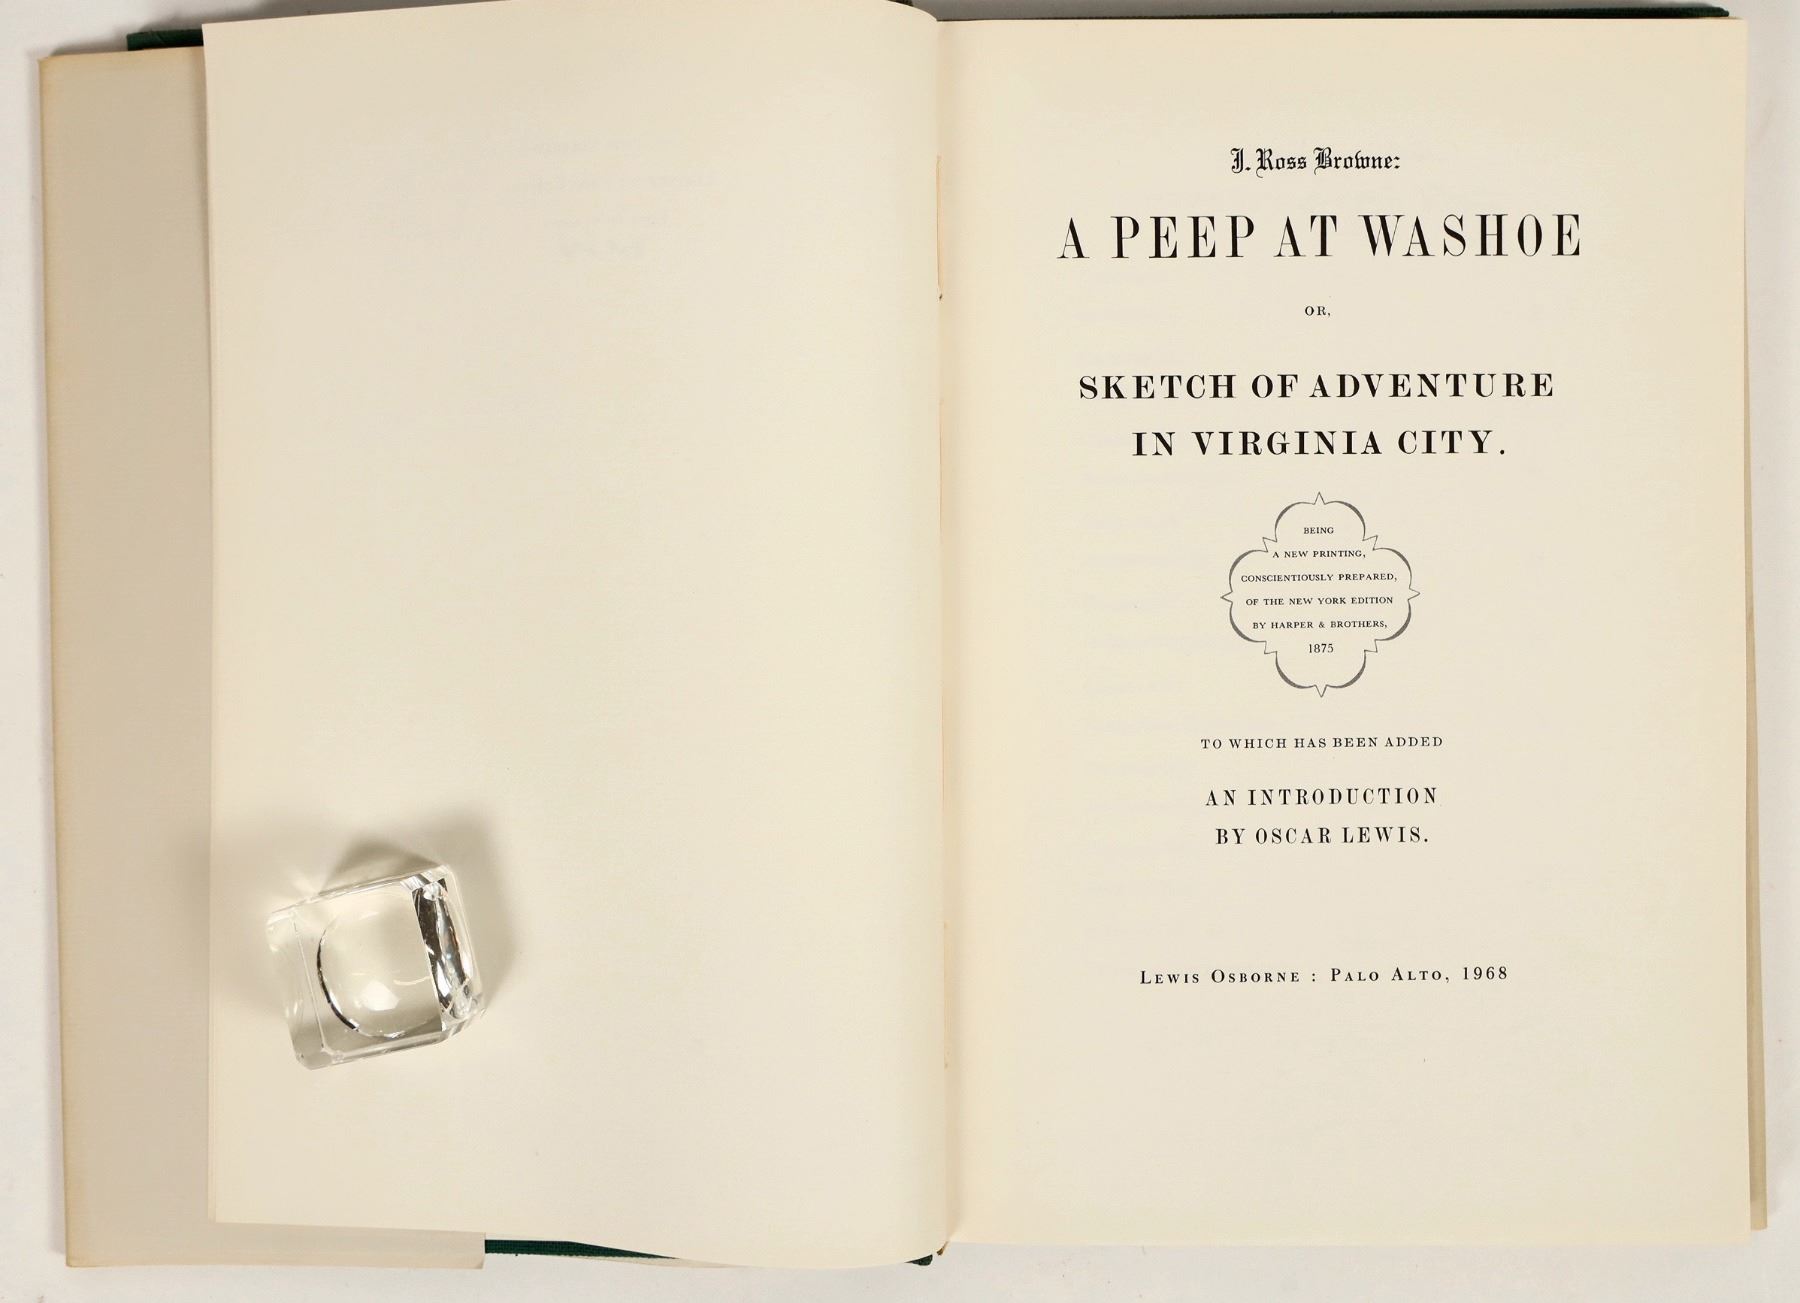 J. Ross Browne:
A PEEP AT WASHOE
OR,
SKETCH OF ADVENTURE
IN VIRGINIA CITY.
BEING
A NEW PRINTING,
CONSCIENTIOUSLY PREPARED,
OF THE NEW YORK EDITION
BY HARPER & BROTHERS,
1875
TO WHICH HAS BEEN ADDED
AN INTRODUCTION
BY OSCAR LEWIS.
LEWIS OSBORNE : PALO ALTO, 1968